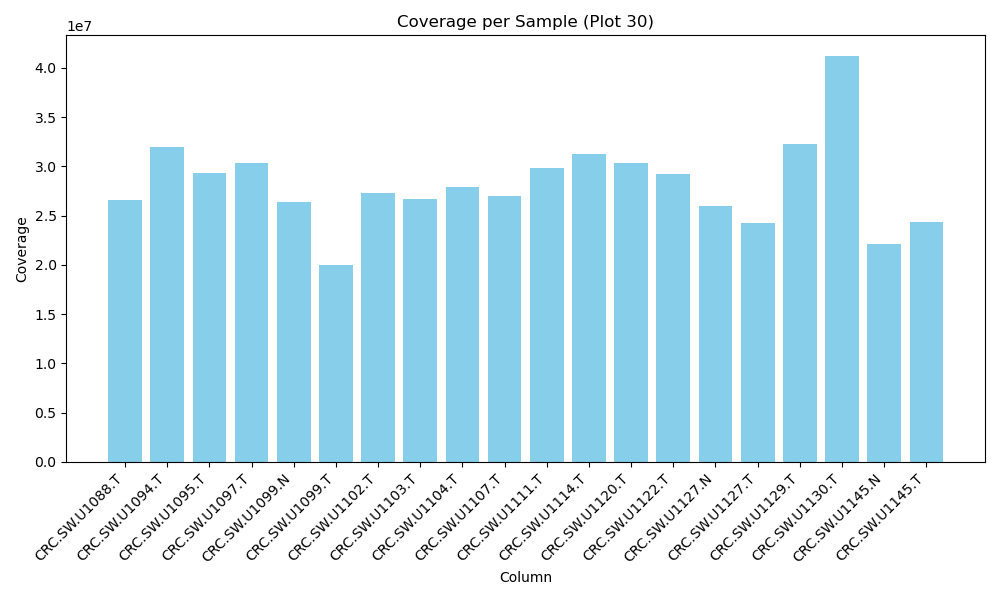 Coverage per Sample (Plot 30)
1e7
4.0
3.5
3.0
2.5
2.0
1.5
1.0
0.5
0.0
Coverage
CRC.SW.U1088.T
CRC.SW.U1094.T
CRC.SW.U1095.T
CRC.SW.U1097.T
CRC.SW.U1099.N
CRC.SW.U1099.T
CRC.SW.U1102.T
CRC.SW.U1103.T
CRC.SW.U1104.T
CRC.SW.U1107.T
CRC.SW.U1111.T
CRC.SW.U1114.T
CRC.SW.U1120.T
CRC.SW.U1122.T
CRC.SW.U1127.N
CRC.SW.U1127.T
CRC.SW.U1129.T
CRC.SW.U1130.T
CRC.SW.U1145.N
CRC.SW.U1145.T
Column